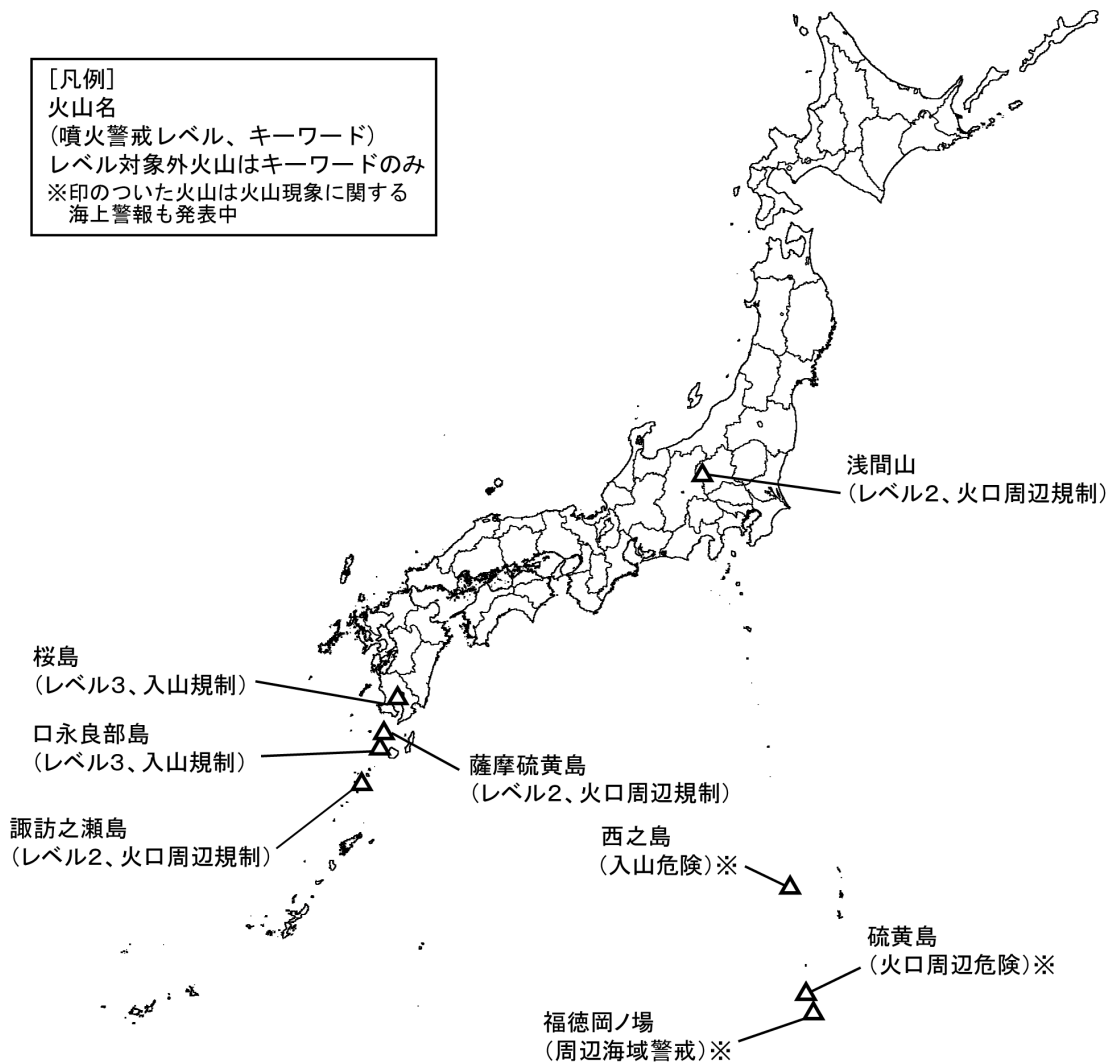 [凡例]
火山名
(噴火警戒レベル、キーワード)
レベル対象外火山はキーワードのみ
※印のついた火山は火山現象に関する
海上警報も発表中
浅間山
(レベル2、火口周辺規制)
桜島
(レベル3、入山規制)
口永良部島
(レベル3、入山規制)
薩摩硫黄島
(レベル2、火口周辺規制)
諏訪之瀬島
(レベル2、火口周辺規制)
西之島
(入山危険)※
硫黄島
(火口周辺危険)※
福徳岡ノ場
(周辺海域警戒)※